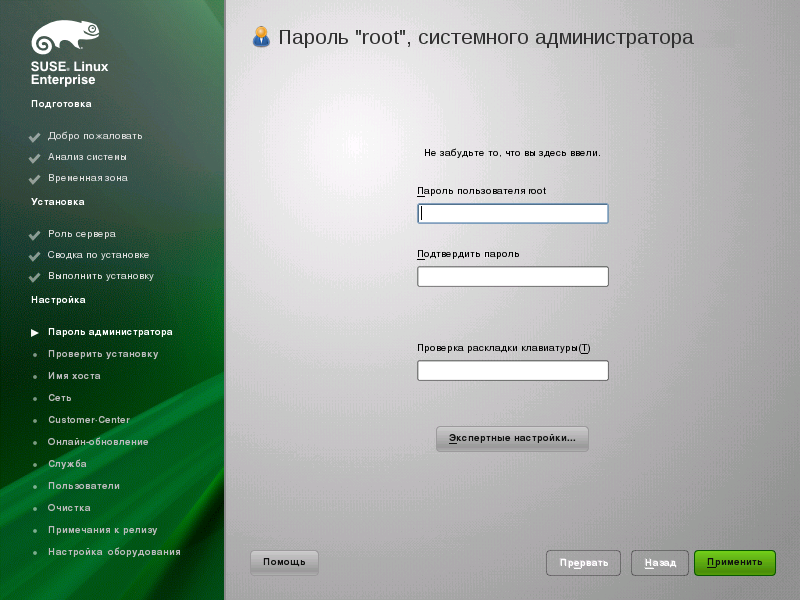 SUSE® Linux
Enterprise
Подготовка
Добро пожаловать
Анализ системы
Временная зона
Установка
Роль сервера
Сводка по установке
Выполнить установку
Настройка
Пароль администратора
Проверить установку
Имя хоста
Сеть
Customer-Center
Онлайн-обновление
Служба
Пользователи
Очистка
Примечания к релизу
Настройка оборудования
Пароль "root", системного администратора
Не забудьте то, что вы здесь ввели.
Пароль пользователя root
Подтвердить пароль
Проверка раскладки клавиатуры(T)
Экспертные настройки...
Помощь
Прервать
Назад
Применить